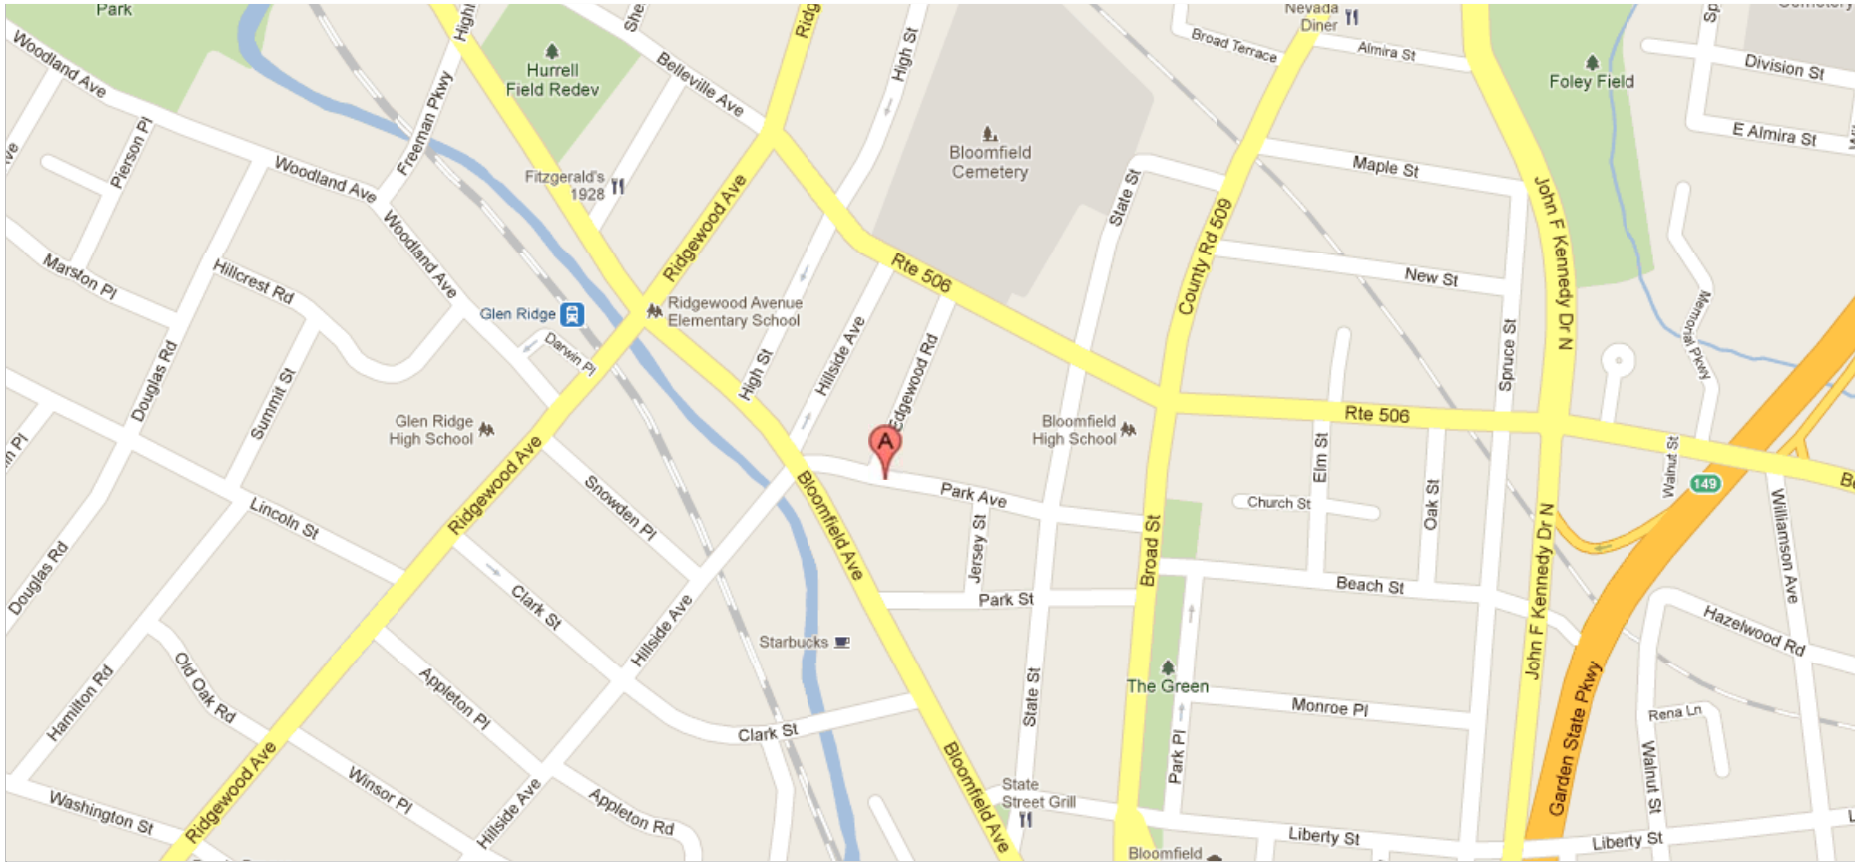 Park
Woodland Ave
Pierson Pl
Woodland Ave
Freeman Pkwy
Woodland Ave
Marston Pl
Hillcrest Rd
Douglas Rd
Summit St
Hurrell
Field Redev
Belleville Ave
Fitzgerald's
1928
Ridgewood Ave
High St
Bloomfield
Cemetery
Rte 506
State St
Nevada
Diner
Broad Terrace
Almira St
Maple St
County Rd 509
New St
Spruce St
John F Kennedy Dr N
Foley Field
Division St
E Almira St
Memorial Pkwy
Glen Ridge
Darwin Pl
Ridgewood Avenue
Elementary School
High St
Hillside Ave
Edgewood Rd
A
Glen Ridge
High School
Bloomfield
High School
Rte 506
Elm St
Oak St
Church St
Walnut St
149
Williamson Ave
Ridgewood Ave
Lincoln St
Snowden Pl
Douglas Rd
Bloomfield Ave
Park Ave
Jersey St
Park St
Broad St
Beach St
John F Kennedy Dr N
Hazelwood Rd
Clark St
Hillside Ave
Starbucks
The Green
State St
Monroe Pl
Park Pl
Garden State Pkwy
Rena Ln
Walnut St
Hamilton Rd
Old Oak Rd
Appleton Pl
Clark St
Ridgewood Ave
Winsor Pl
Washington St
Hillside Ave
Appleton Rd
Bloomfield Ave
State
Street Grill
Liberty St
Liberty St
Bloomfield